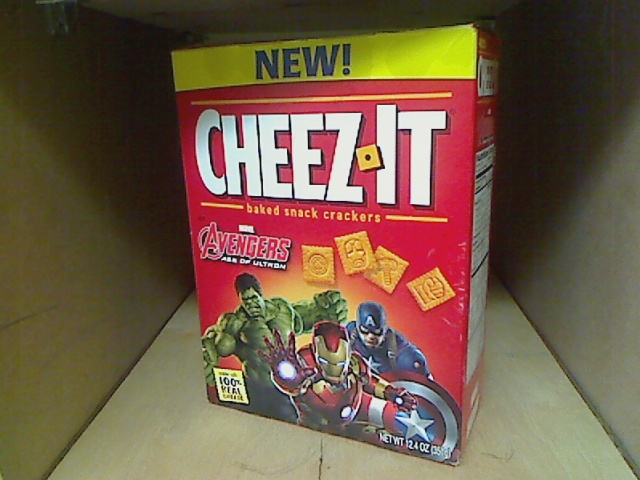 NEW!
CHEEZ-IT
baked snack crackers
MARVEL
AVENGERS
AGE OF ULTRON
100%
REAL
CHEESE
NET WT 12.4 OZ